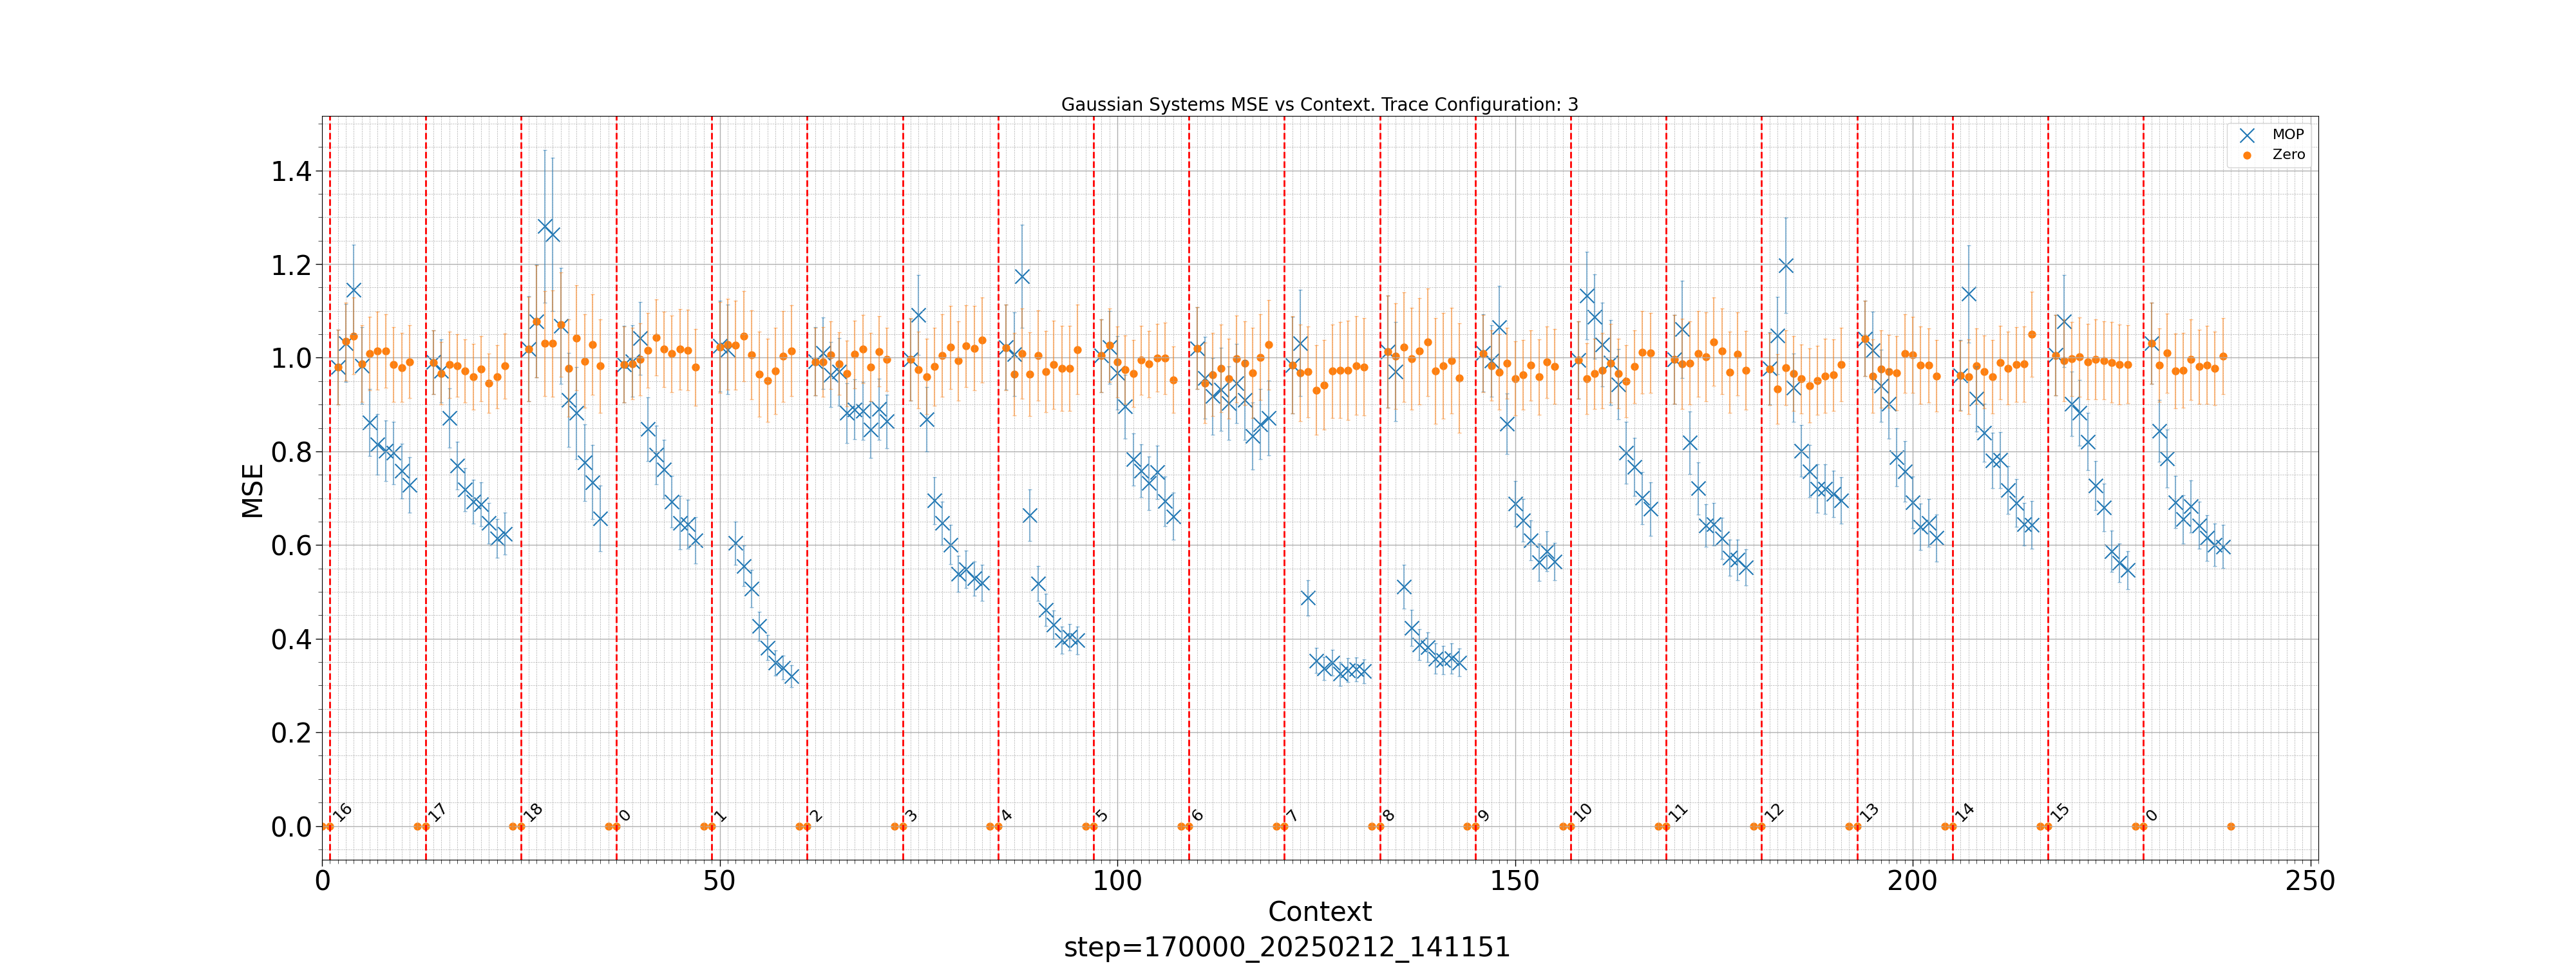 Gaussian Systems MSE vs Context. Trace Configuration: 3
MOP
Zero
MSE
1.4
1.2
1.0
0.8
0.6
0.4
0.2
0.0
16 17 18 0 1 2 3 4 5 6 7 8 9 10 11 12 13 14 15 0
0 50 100 150 200 250
Context
step=170000_20250212_141151